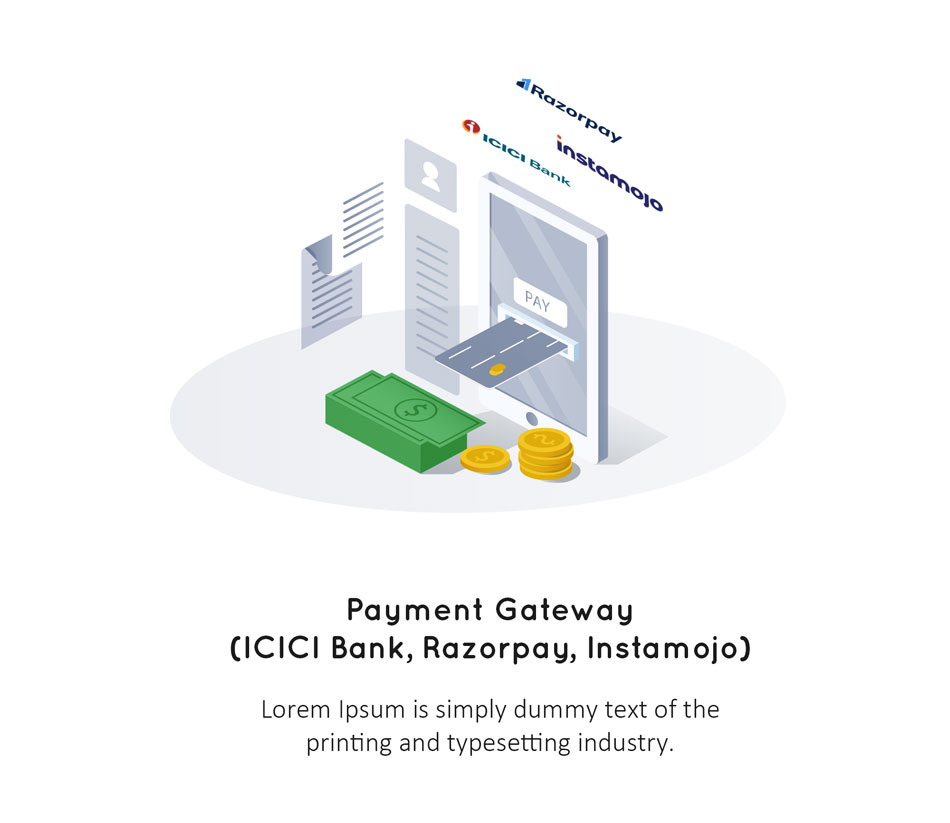 Razorpay
ICICI Bank
instamojo
PAY
Payment Gateway
(ICICI Bank, Razorpay, Instamojo)
Lorem Ipsum is simply dummy text of the
printing and typesetting industry.